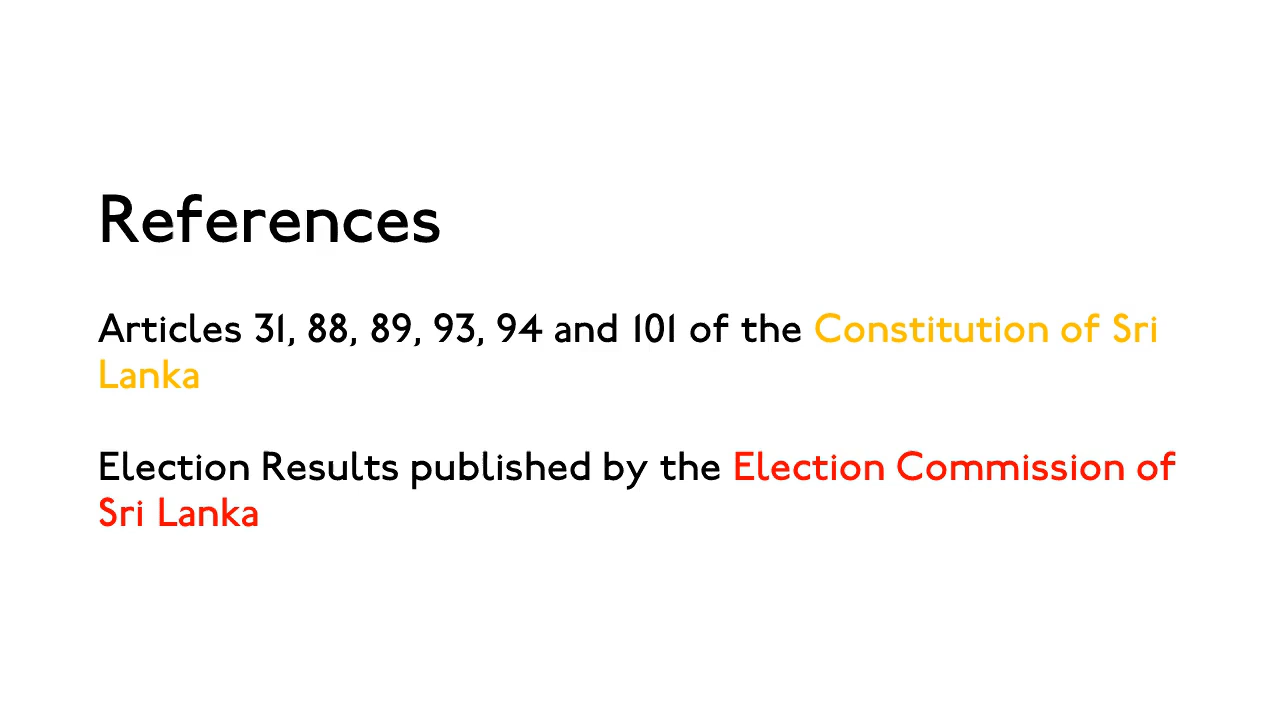 References
Articles 31, 88, 89, 93, 94 and 101 of the Constitution of Sri
Lanka
Election Results published by the Election Commission of
Sri Lanka